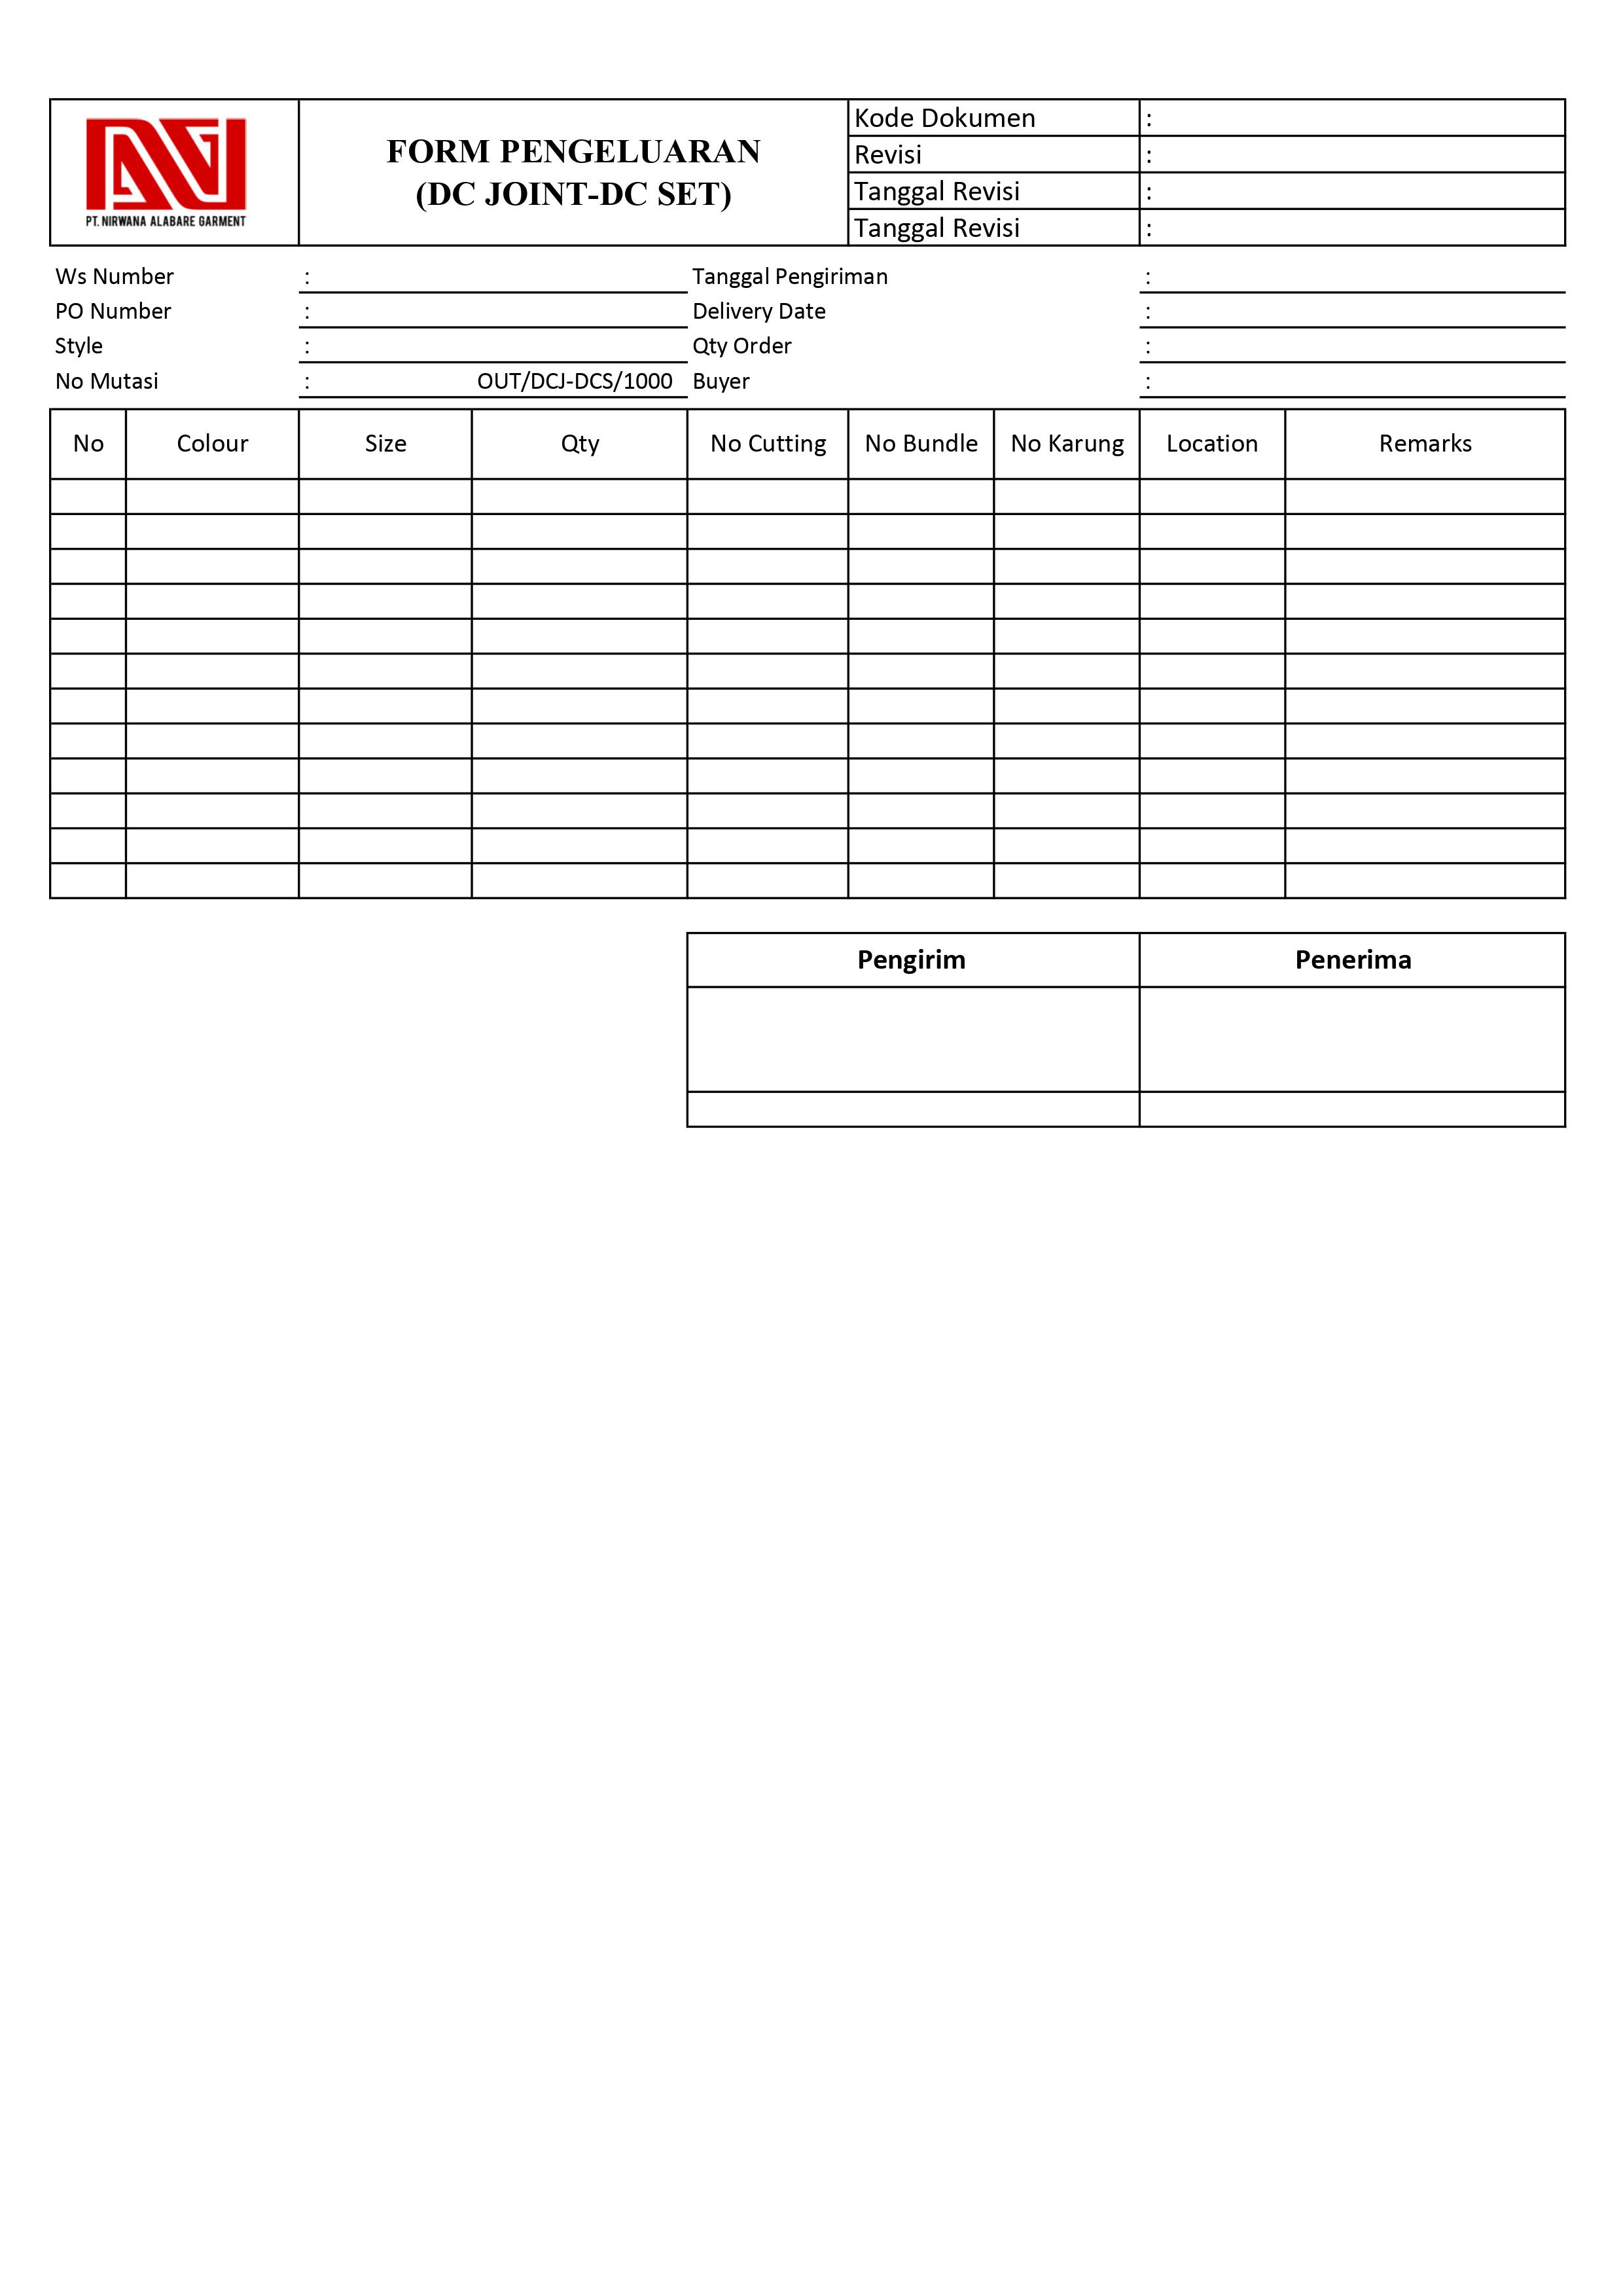 PT. NIRWANA ALABARE GARMENT
FORM PENGELUARAN
(DC JOINT-DC SET)
Kode Dokumen :
Revisi :
Tanggal Revisi :
Tanggal Revisi :
Ws Number : Tanggal Pengiriman :
PO Number : Delivery Date :
Style : Qty Order :
No Mutasi : OUT/DCJ-DCS/1000 Buyer :
No Colour Size Qty No Cutting No Bundle No Karung Location Remarks
Pengirim Penerima